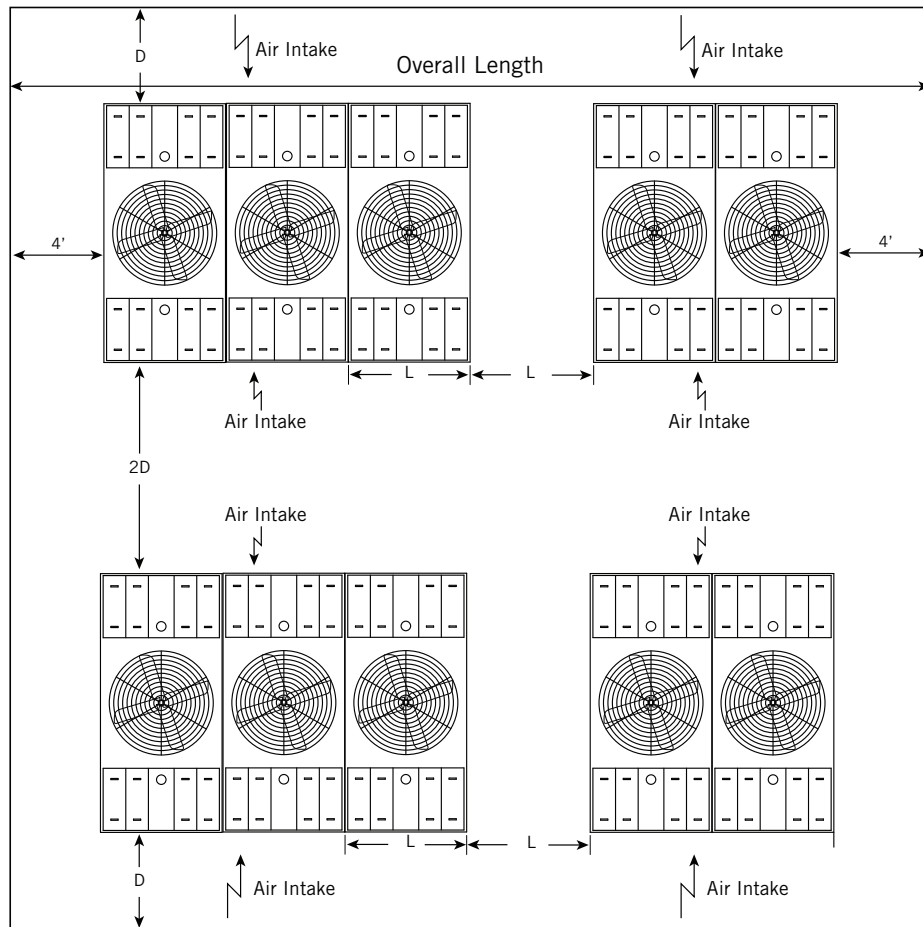 D
Air Intake
Air Intake
Overall Length
4'
4'
L
L
Air Intake
Air Intake
2D
Air Intake
Air Intake
L
L
D
Air Intake
Air Intake